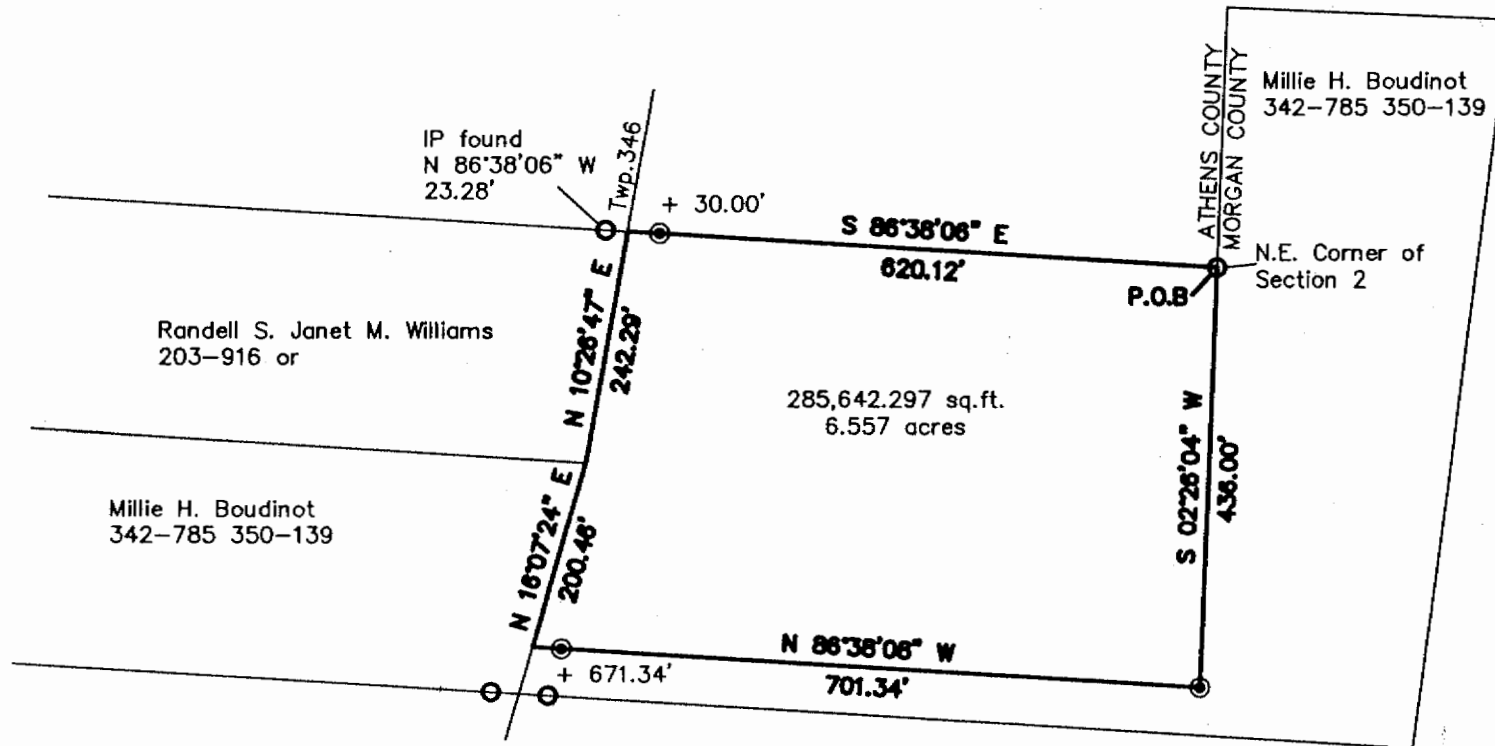 ATHENS COUNTY
MORGAN COUNTY
Millie H. Boudinot
342-785 350-139
IP found
N 86°38'06" W
23.28'
Twp.346
+ 30.00'
S 86°38'06" E
620.12'
N.E. Corner of
Section 2
P.O.B
N 10°26'47" E
242.29'
Randell S. Janet M. Williams
203-916 or
285,642.297 sq.ft.
6.557 acres
S 02°26'04" W
436.00'
Millie H. Boudinot
342-785 350-139
N 16°07'24" E
200.46'
N 86°38'06" W
701.34'
+ 671.34'